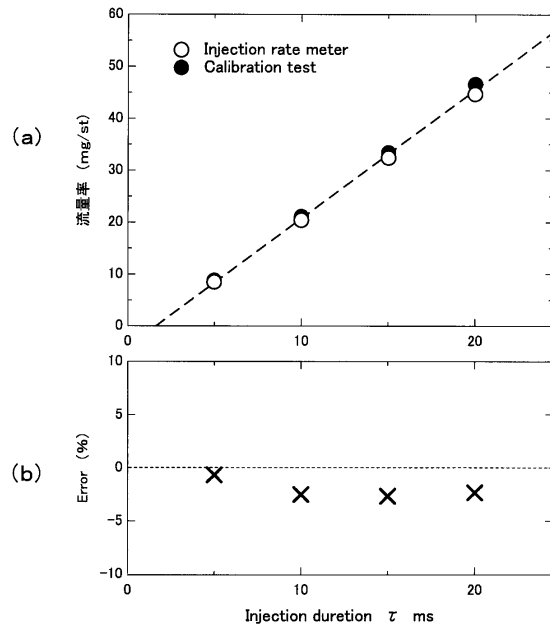 (a)
流量率 (mg/st)
60
50
40
30
20
10
0
Injection rate meter
Calibration test
0
10
20
(b)
Error (%)
10
5
0
−5
−10
0
10
20
Injection duretion τ ms